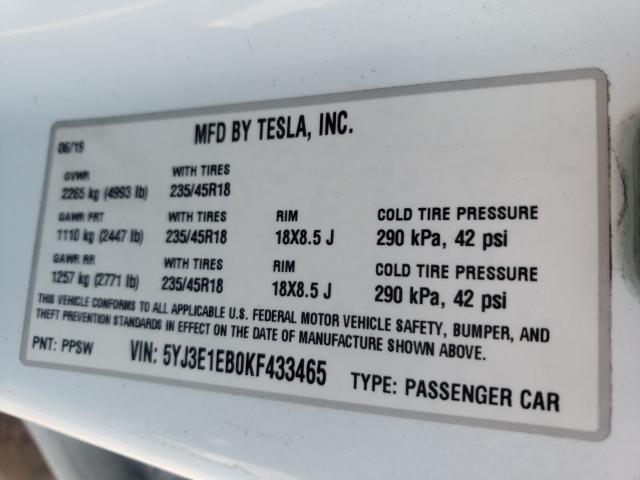 06/19 MFD BY TESLA, INC.
GVWR WITH TIRES
2265 kg (4993 lb) 235/45R18
GAWR FRT WITH TIRES RIM COLD TIRE PRESSURE
1110 kg (2447 lb) 235/45R18 18X8.5 J 290 kPa, 42 psi
GAWR RR WITH TIRES RIM COLD TIRE PRESSURE
1257 kg (2771 lb) 235/45R18 18X8.5 J 290 kPa, 42 psi
THIS VEHICLE CONFORMS TO ALL APPLICABLE U.S. FEDERAL MOTOR VEHICLE SAFETY, BUMPER, AND
THEFT PREVENTION STANDARDS IN EFFECT ON THE DATE OF MANUFACTURE SHOWN ABOVE.
PNT: PPSW VIN: 5YJ3E1EB0KF433465 TYPE: PASSENGER CAR